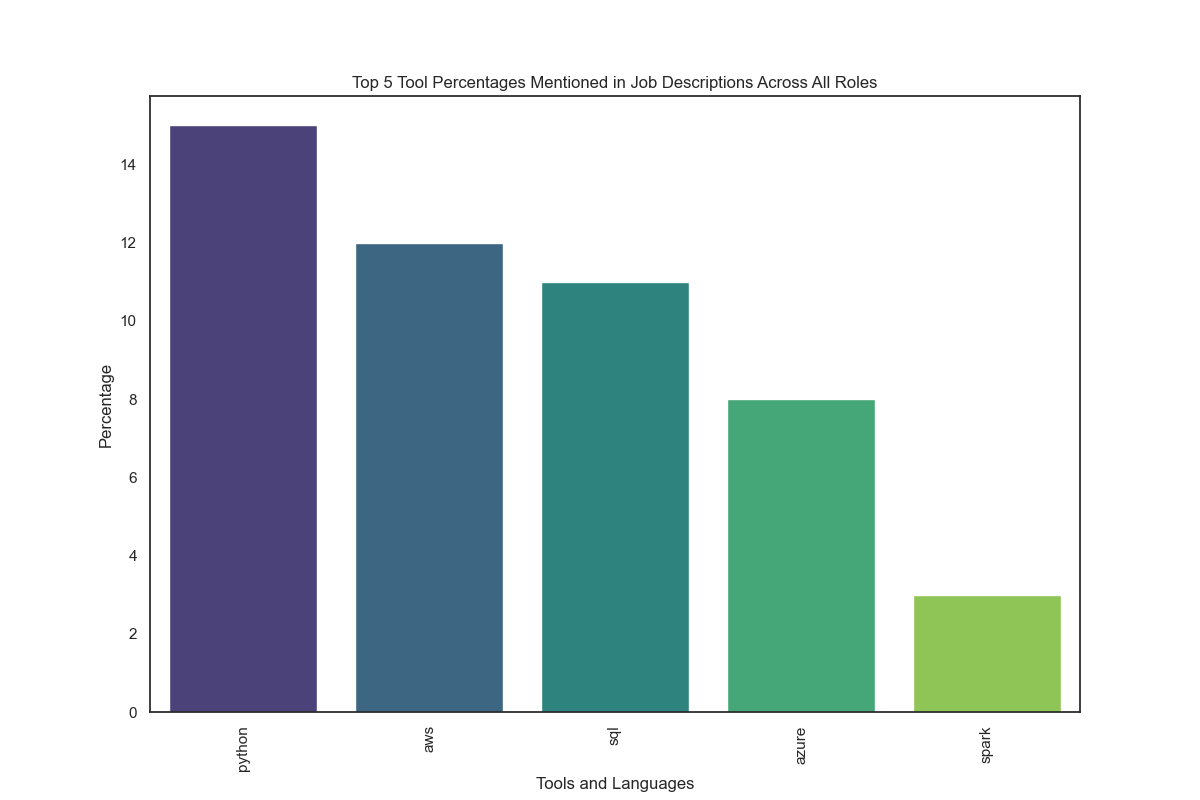 Top 5 Tool Percentages Mentioned in Job Descriptions Across All Roles
14
12
10
8
6
4
2
0
Percentage
python
aws
sql
azure
spark
Tools and Languages